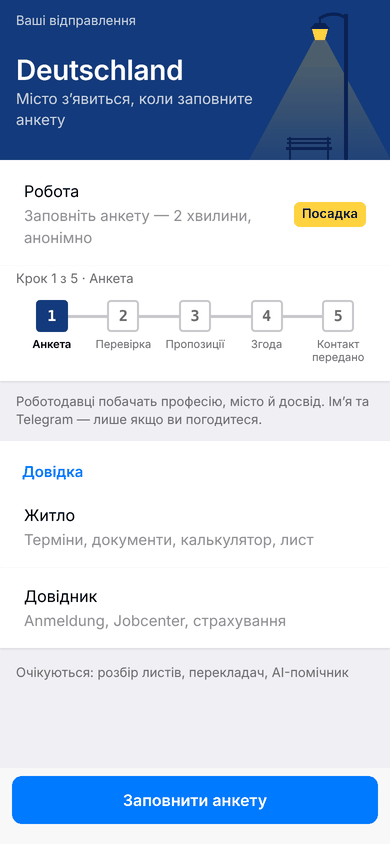 Ваші відправлення
Deutschland
Місто зʼявиться, коли заповните
анкету
Робота
Заповніть анкету — 2 хвилини,
анонімно
Посадка
Крок 1 з 5 · Анкета
1 2 3 4 5
Анкета Перевірка Пропозиції Згода Контакт
передано
Роботодавці побачать професію, місто й досвід. Імʼя та
Telegram — лише якщо ви погодитеся.
Довідка
Житло
Терміни, документи, калькулятор, лист
Довідник
Anmeldung, Jobcenter, страхування
Очікуються: розбір листів, перекладач, AI-помічник
Заповнити анкету